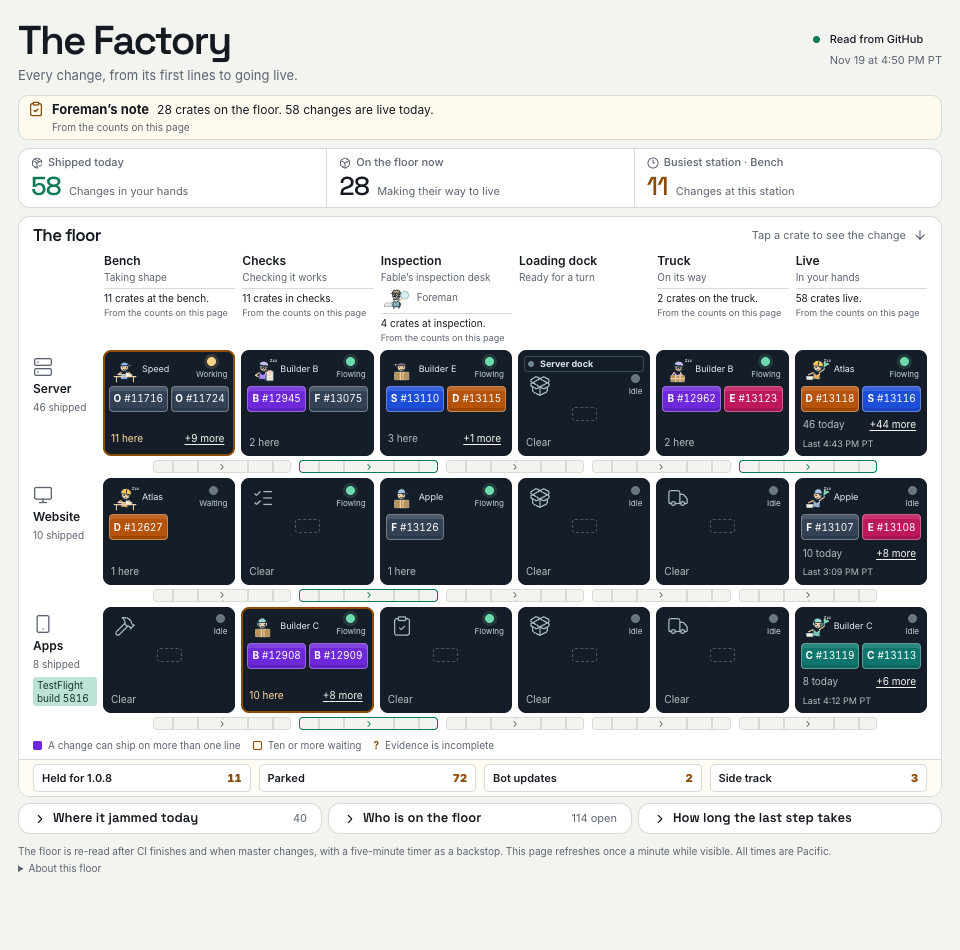 The Factory
Every change, from its first lines to going live.
Read from GitHub
Nov 19 at 4:50 PM PT
Foreman's note 28 crates on the floor. 58 changes are live today.
From the counts on this page
Shipped today
58 Changes in your hands
On the floor now
28 Making their way to live
Busiest station · Bench
11 Changes at this station
The floor
Tap a crate to see the change ↓
Bench
Taking shape
11 crates at the bench.
From the counts on this page
Checks
Checking it works
11 crates in checks.
From the counts on this page
Inspection
Fable's inspection desk
Foreman
4 crates at inspection.
From the counts on this page
Loading dock
Ready for a turn
Truck
On its way
2 crates on the truck.
From the counts on this page
Live
In your hands
58 crates live.
From the counts on this page
Server
46 shipped
Speed
Working
O #11716 O #11724
11 here +9 more
Builder B
Flowing
B #12945 F #13075
2 here
Builder E
Flowing
S #13110 D #13115
3 here +1 more
Server dock
Idle
Clear
Builder B
Flowing
B #12962 E #13123
2 here
Atlas
Flowing
D #13118 S #13116
46 today +44 more
Last 4:43 PM PT
Website
10 shipped
Atlas
Waiting
D #12627
1 here
Flowing
Clear
Apple
Flowing
F #13126
1 here
Idle
Clear
Idle
Clear
Apple
Idle
F #13107 E #13108
10 today +8 more
Last 3:09 PM PT
Apps
8 shipped
TestFlight
build 5816
Idle
Clear
Builder C
Flowing
B #12908 B #12909
10 here +8 more
Flowing
Clear
Idle
Clear
Idle
Clear
Builder C
Idle
C #13119 C #13113
8 today +6 more
Last 4:12 PM PT
A change can ship on more than one line
Ten or more waiting
? Evidence is incomplete
Held for 1.0.8 11
Parked 72
Bot updates 2
Side track 3
Where it jammed today 40
Who is on the floor 114 open
How long the last step takes
The floor is re-read after CI finishes and when master changes, with a five-minute timer as a backstop. This page refreshes once a minute while visible. All times are Pacific.
About this floor